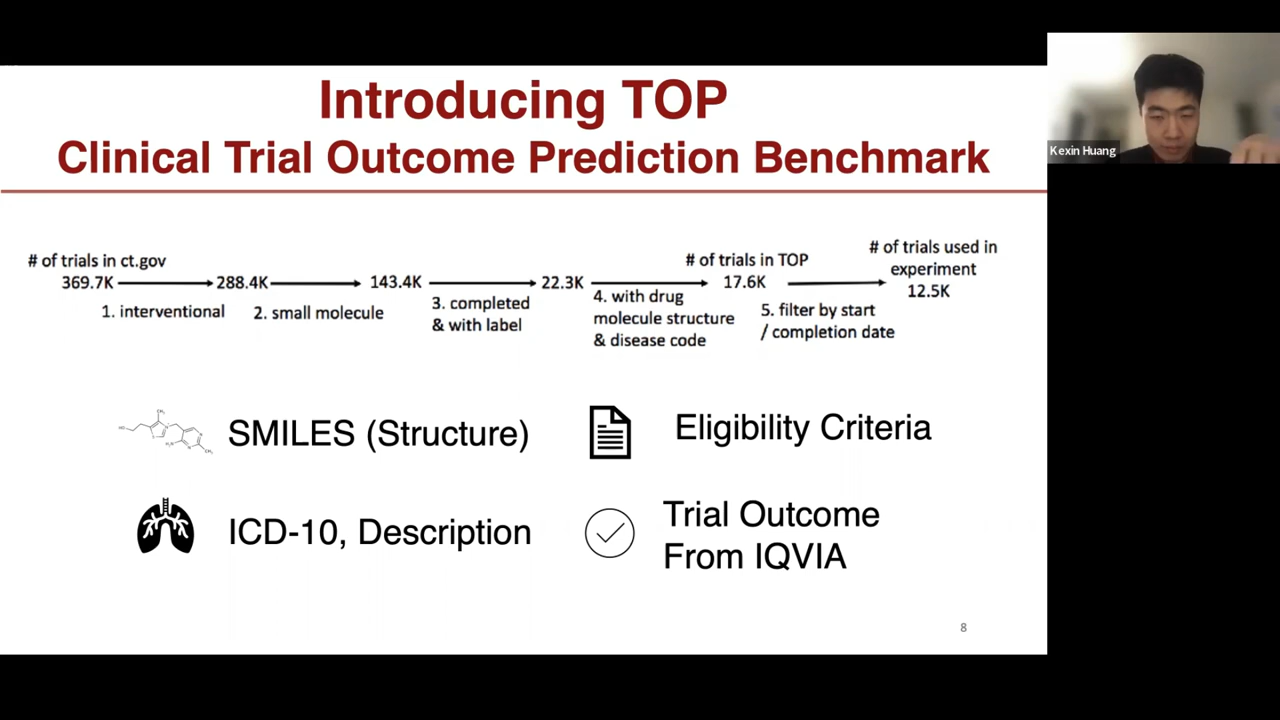 Introducing TOP
Clinical Trial Outcome Prediction Benchmark
Kexin Huang
# of trials in ct.gov
369.7K
1. interventional
288.4K
2. small molecule
143.4K
3. completed
& with label
22.3K
4. with drug
molecule structure
& disease code
# of trials in TOP
17.6K
5. filter by start
/ completion date
# of trials used in
experiment
12.5K
SMILES (Structure)
Eligibility Criteria
ICD-10, Description
Trial Outcome
From IQVIA
8